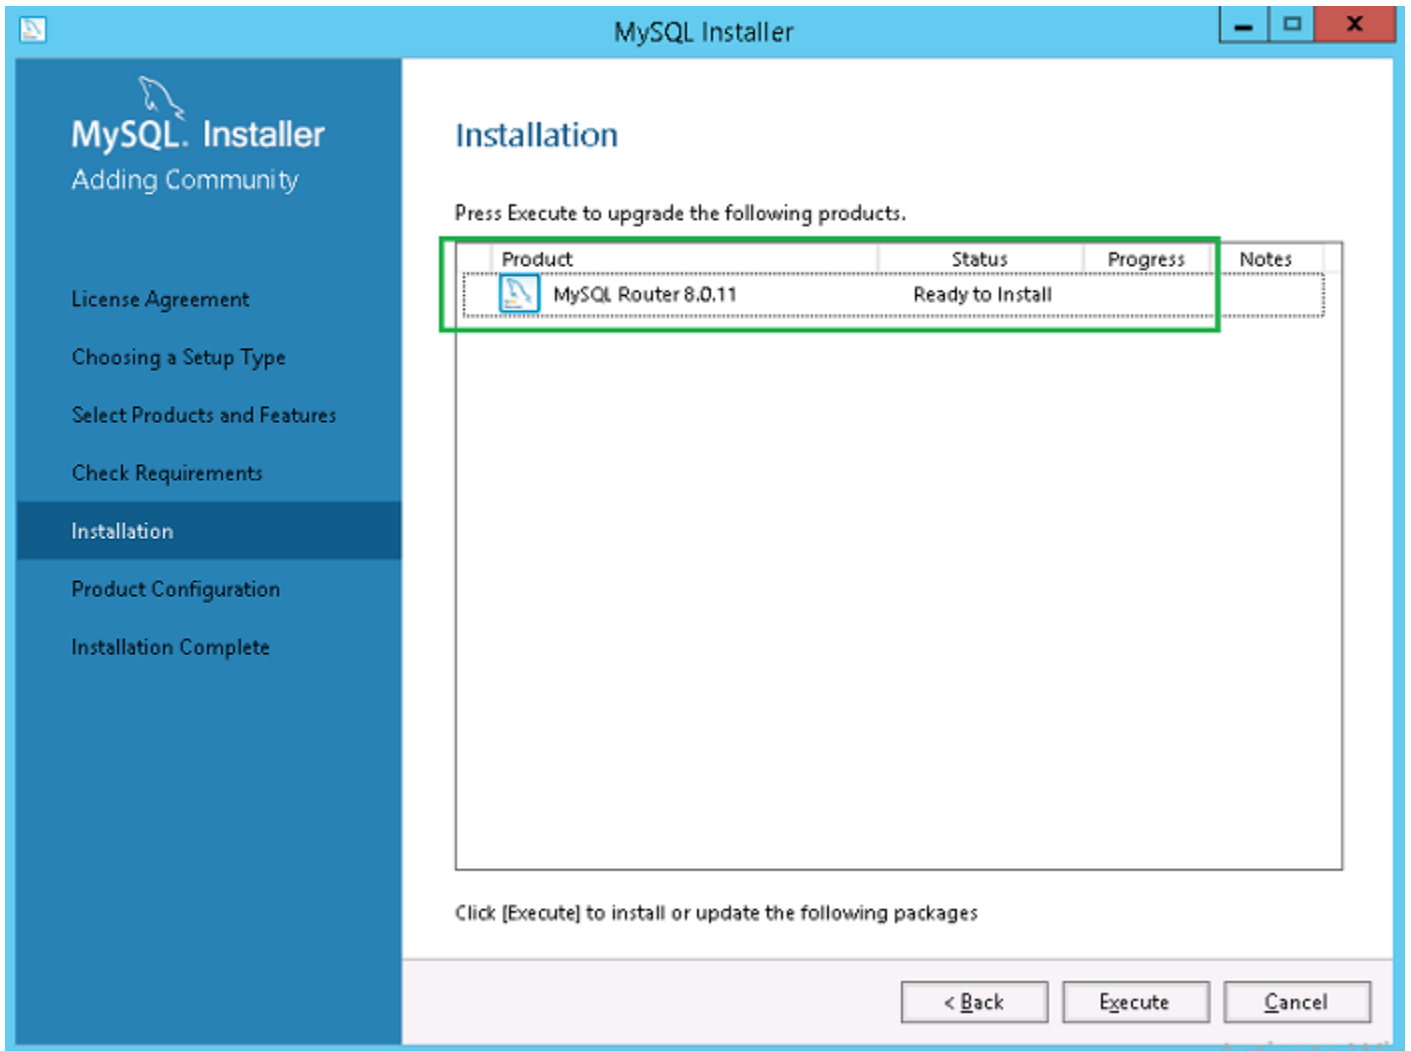 MySQL Installer
MySQL. Installer
Adding Community
License Agreement
Choosing a Setup Type
Select Products and Features
Check Requirements
Installation
Product Configuration
Installation Complete
Installation
Press Execute to upgrade the following products.
Product Status Progress Notes
MySQL Router 8.0.11 Ready to Install
Click [Execute] to install or update the following packages
< Back Execute Cancel